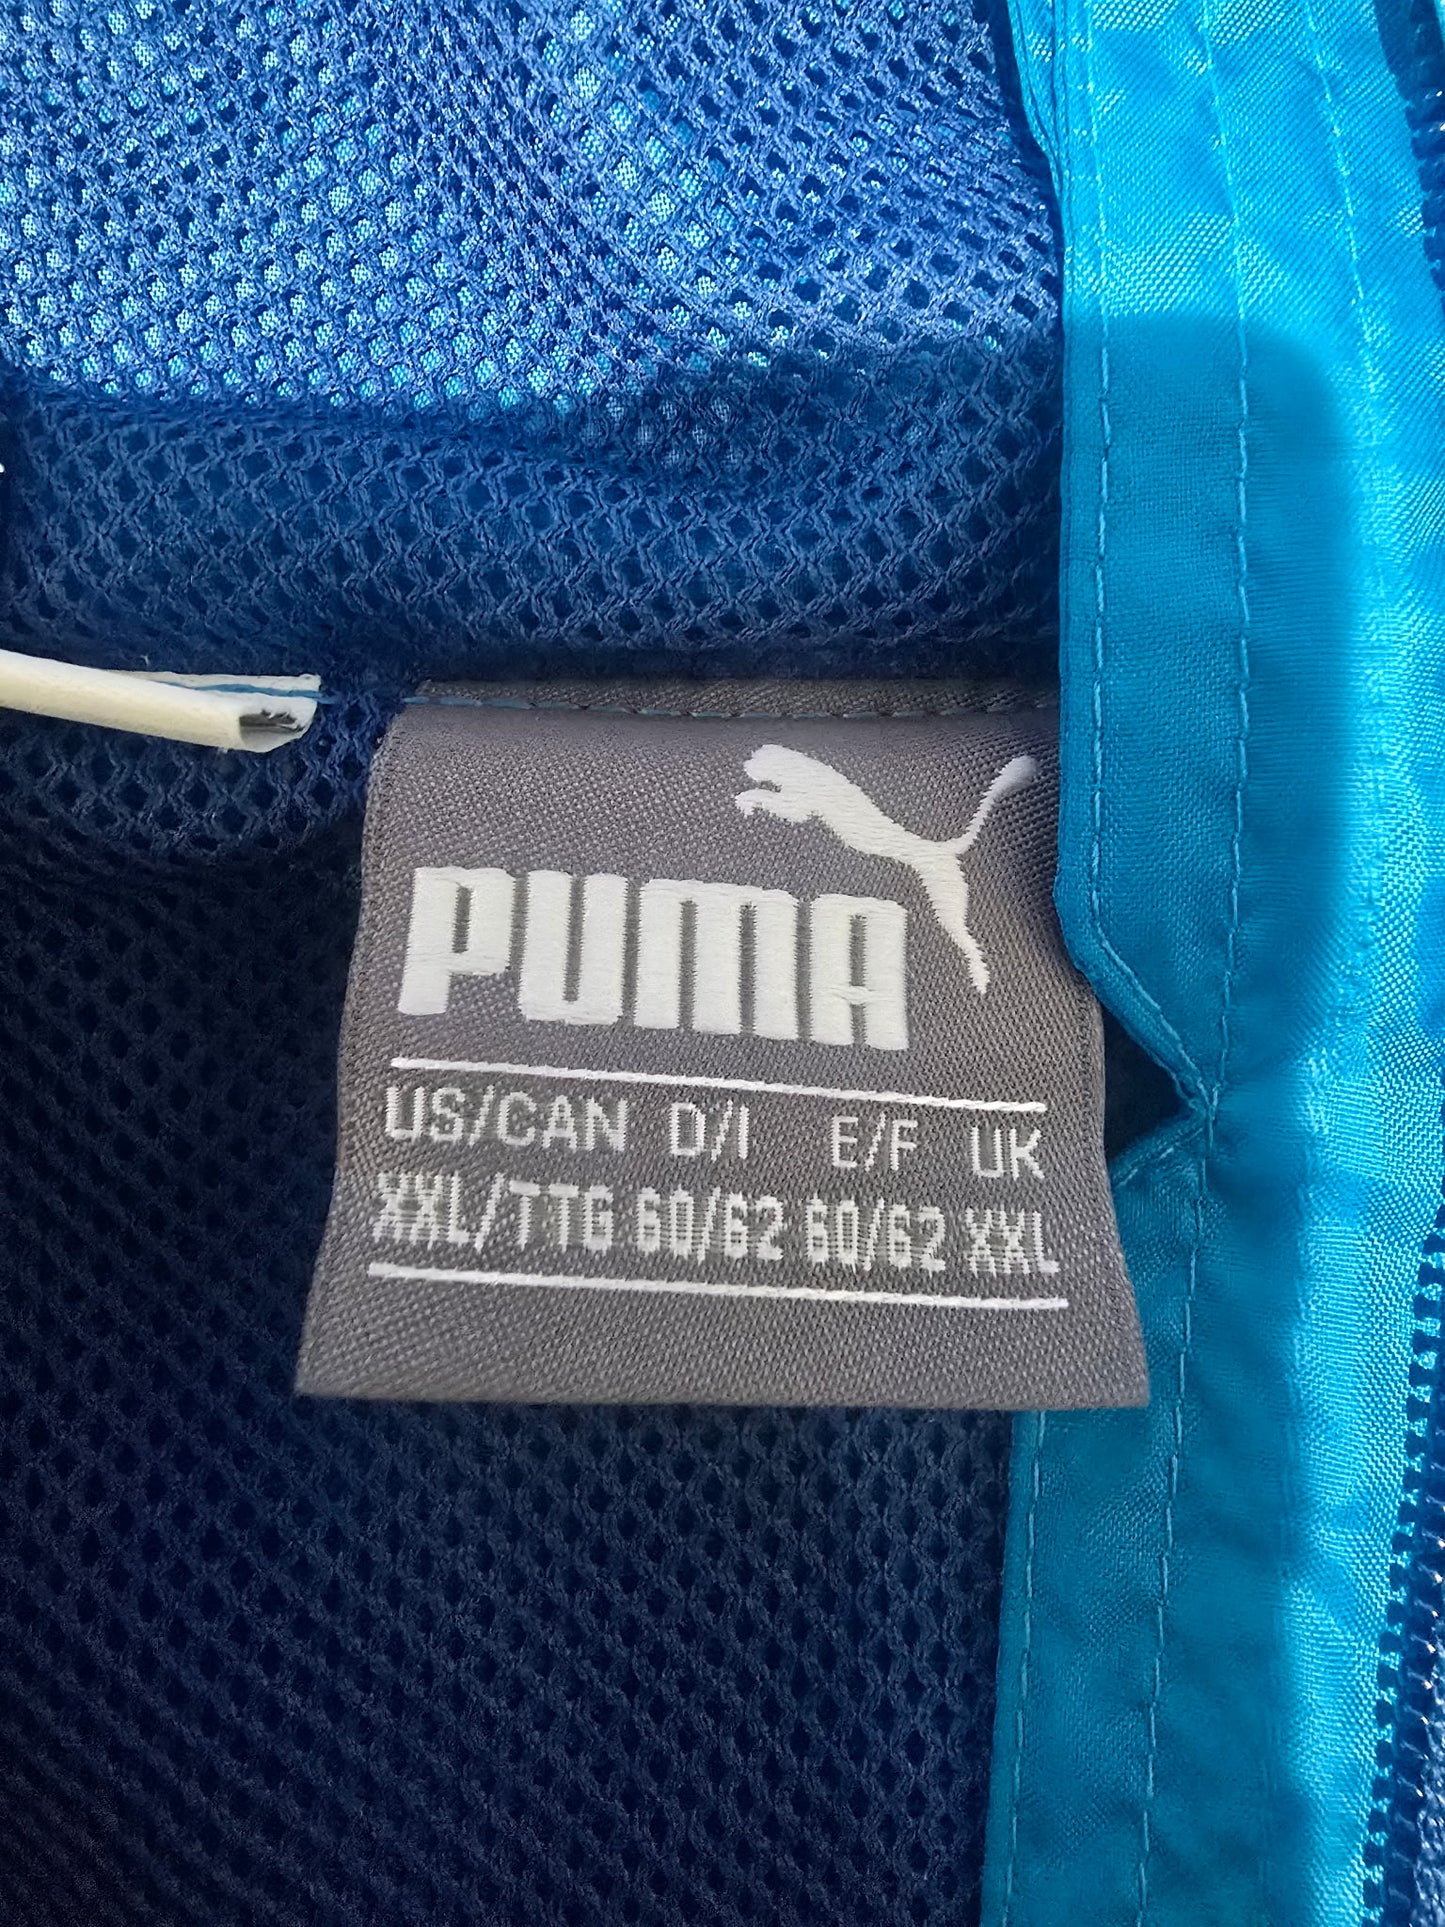 PUMA
US/CAN D/I E/F UK
XXL/TTG 60/62 60/62 XXL